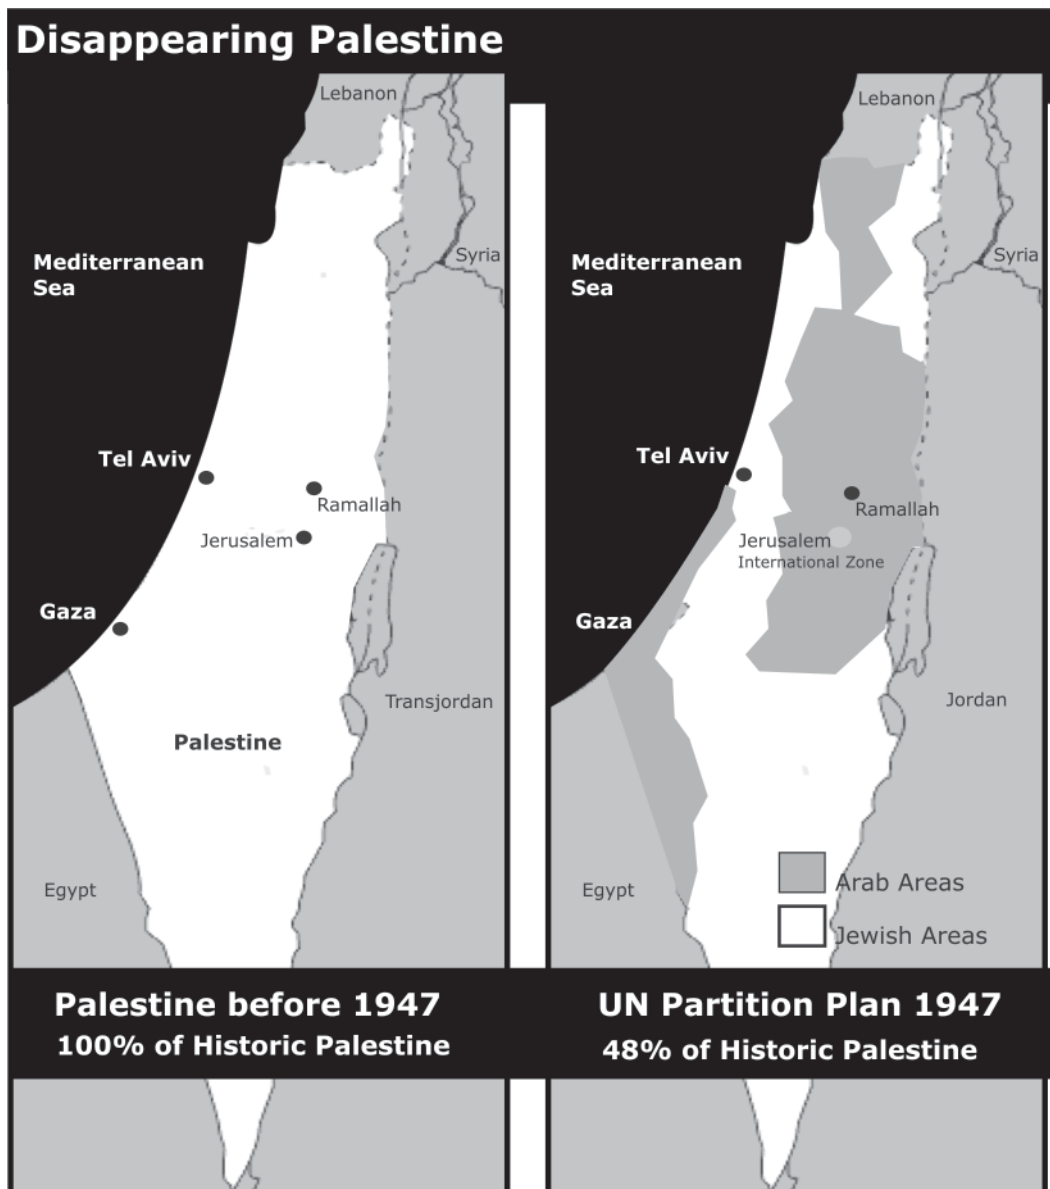 Disappearing Palestine
Lebanon
Mediterranean
Sea
Syria
Tel Aviv
Ramallah
Jerusalem
Gaza
Transjordan
Palestine
Egypt
Palestine before 1947
100% of Historic Palestine
Lebanon
Mediterranean
Sea
Syria
Tel Aviv
Ramallah
Jerusalem
International Zone
Gaza
Jordan
Egypt
Arab Areas
Jewish Areas
UN Partition Plan 1947
48% of Historic Palestine